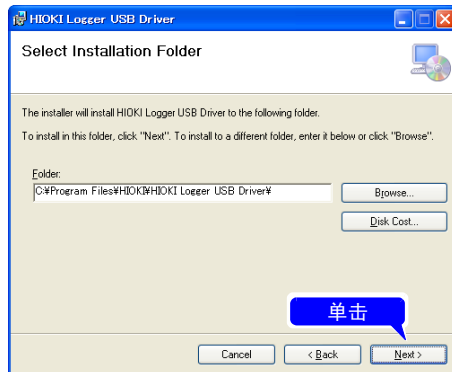 HIOKI Logger USB Driver
Select Installation Folder
The installer will install HIOKI Logger USB Driver to the following folder.
To install in this folder, click "Next". To install to a different folder, enter it below or click "Browse".
Folder:
C:¥Program Files¥HIOKI¥HIOKI Logger USB Driver¥
Browse...
Disk Cost...
单击
Cancel
< Back
Next >